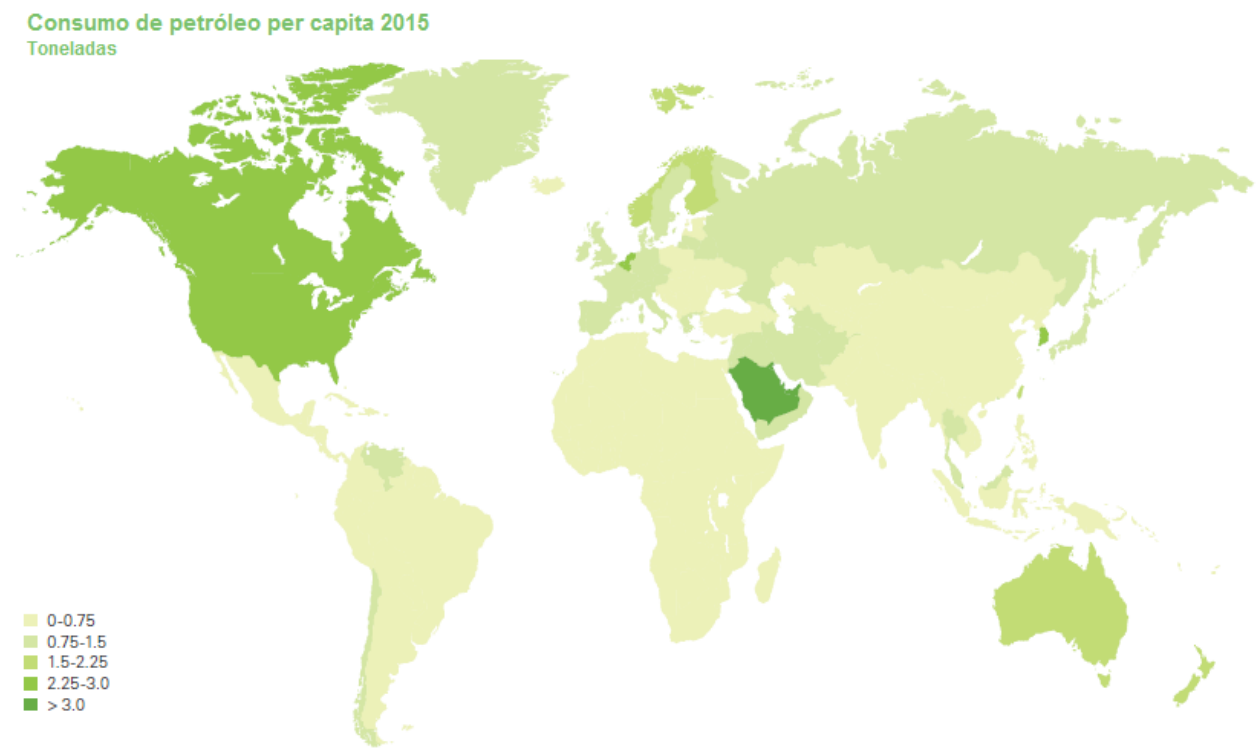 Consumo de petróleo per capita 2015
Toneladas
0-0.75
0.75-1.5
1.5-2.25
2.25-3.0
> 3.0